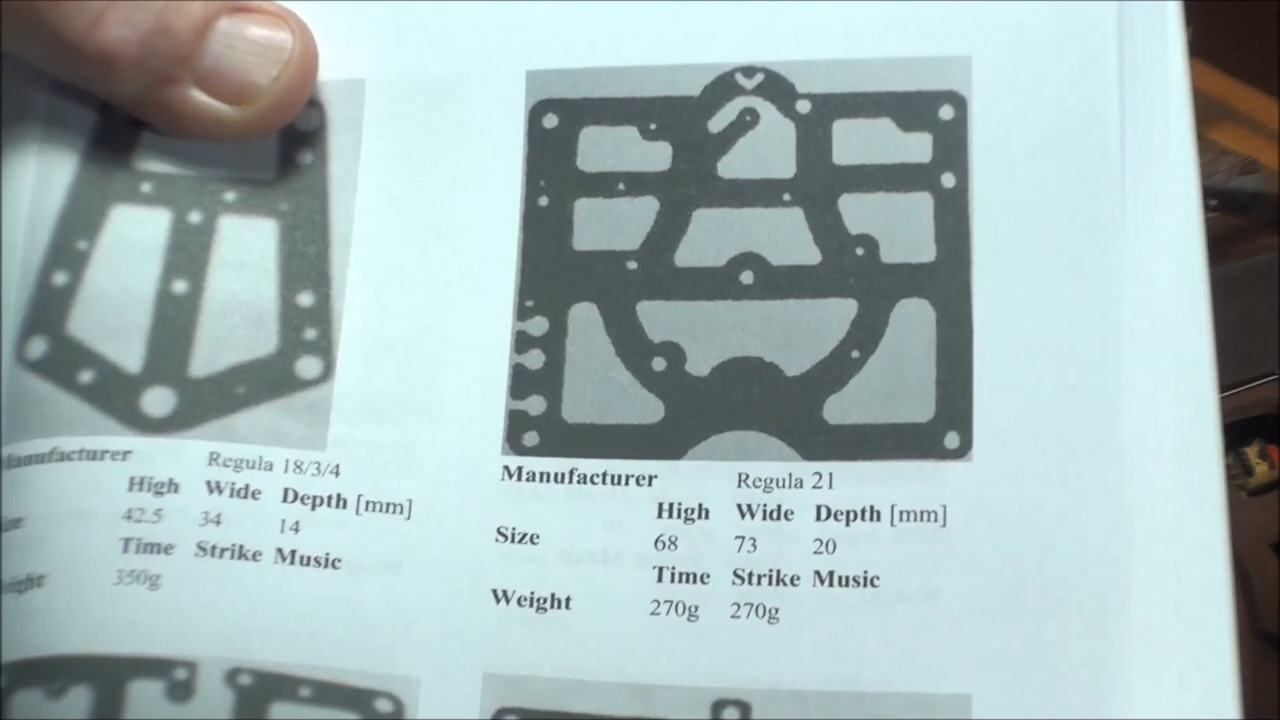 Manufacturer Regula 18/3/4
High Wide Depth [mm]
42.5 34 14
Time Strike Music
350g
Manufacturer Regula 21
High Wide Depth [mm]
Size 68 73 20
Time Strike Music
Weight 270g 270g